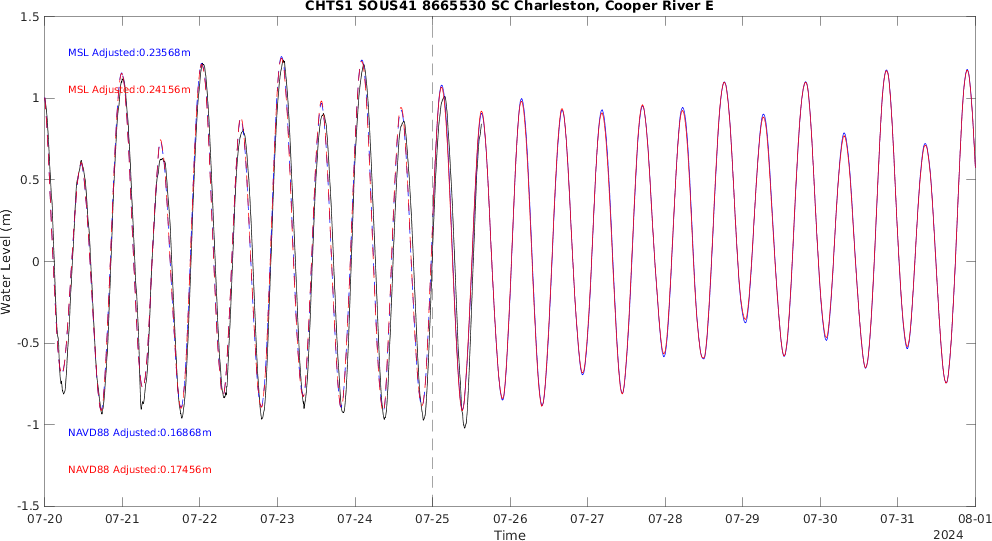 CHTS1 SOUS41 8665530 SC Charleston, Cooper River E
1.5
MSL Adjusted:0.23568m
1
MSL Adjusted:0.24156m
0.5
Water Level (m)
0
-0.5
-1
NAVD88 Adjusted:0.16868m
NAVD88 Adjusted:0.17456m
-1.5
07-20 07-21 07-22 07-23 07-24 07-25 07-26 07-27 07-28 07-29 07-30 07-31 08-01
Time
2024